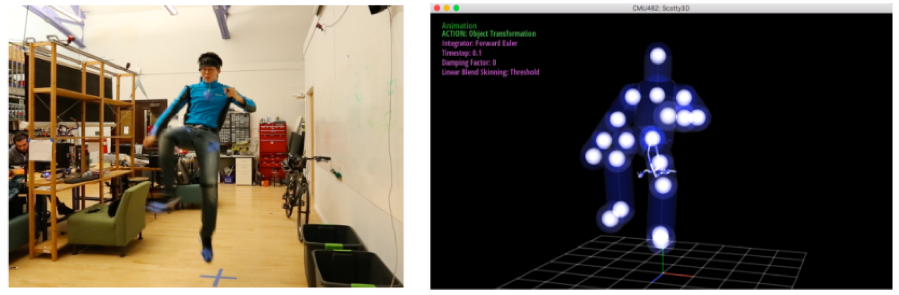 CMU462: Scotty3D
Animation
ACTION: Object Transformation
Integrator: Forward Euler
Timestep: 0.1
Damping Factor: 0
Linear Blend Skinning: Threshold